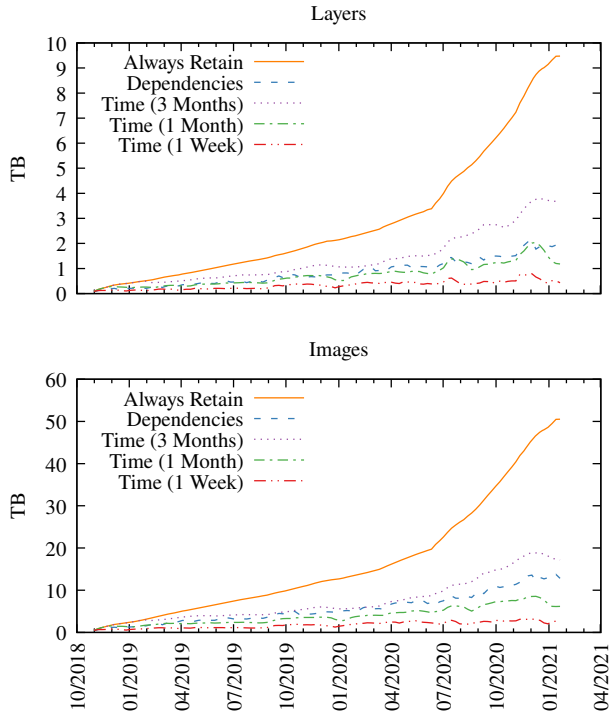 Layers
10
9
8
7
6
5
4
3
2
1
0
TB
Always Retain
Dependencies
Time (3 Months)
Time (1 Month)
Time (1 Week)
Images
60
50
40
30
20
10
0
TB
Always Retain
Dependencies
Time (3 Months)
Time (1 Month)
Time (1 Week)
10/2018
01/2019
04/2019
07/2019
10/2019
01/2020
04/2020
07/2020
10/2020
01/2021
04/2021